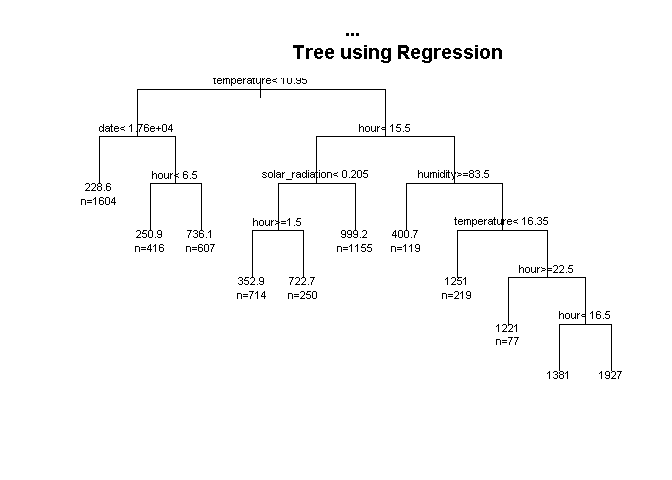 ...
Tree using Regression
temperature< 10.95
date< 1.76e+04
hour< 15.5
hour< 6.5
solar_radiation< 0.205
humidity>=83.5
228.6
n=1604
hour>=1.5
temperature< 16.35
250.9
n=416
736.1
n=607
999.2
n=1155
400.7
n=119
hour>=22.5
352.9
n=714
722.7
n=250
1251
n=219
hour< 16.5
1221
n=77
1381
1927